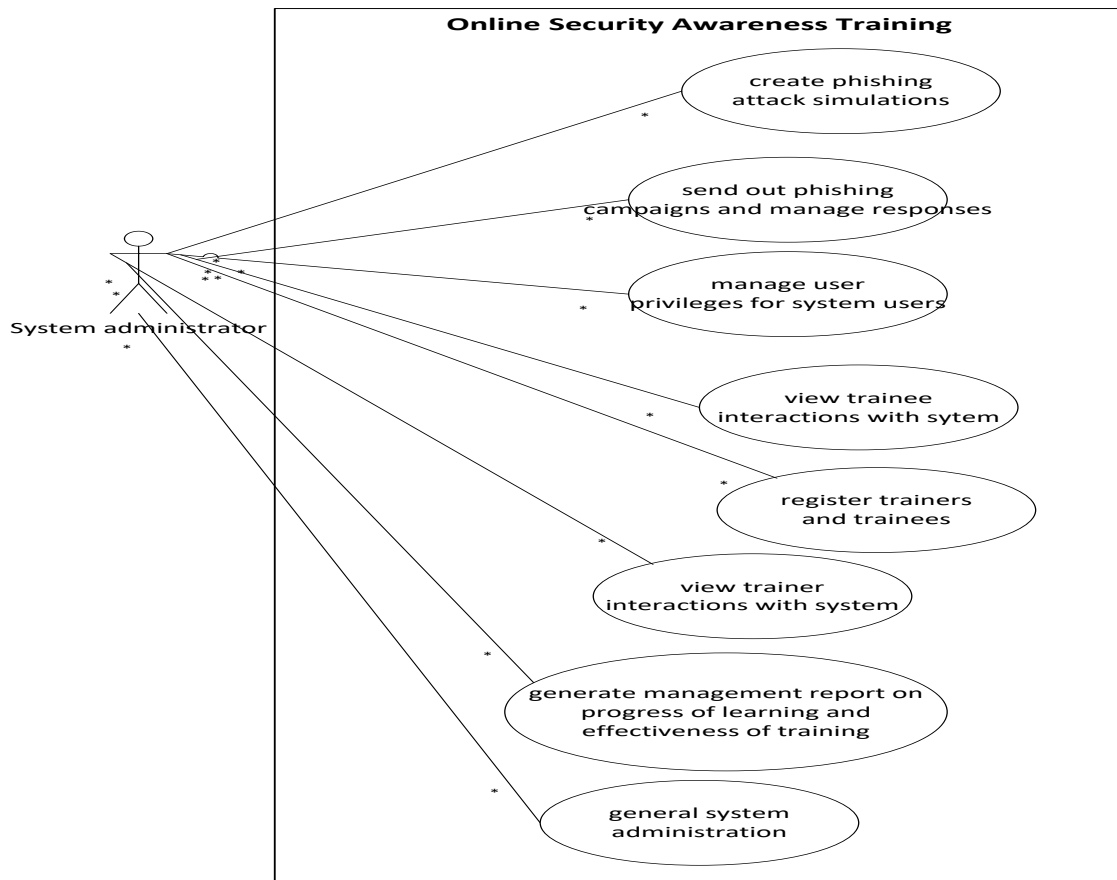 Online Security Awareness Training
create phishing
attack simulations
*
send out phishing
campaigns and manage responses
*
*
*
*
*
*
manage user
privileges for system users
*
*
*
System administrator
*
view trainee
interactions with sytem
*
register trainers
and trainees
*
*
view trainer
interactions with system
*
generate management report on
progress of learning and
effectiveness of training
*
general system
administration